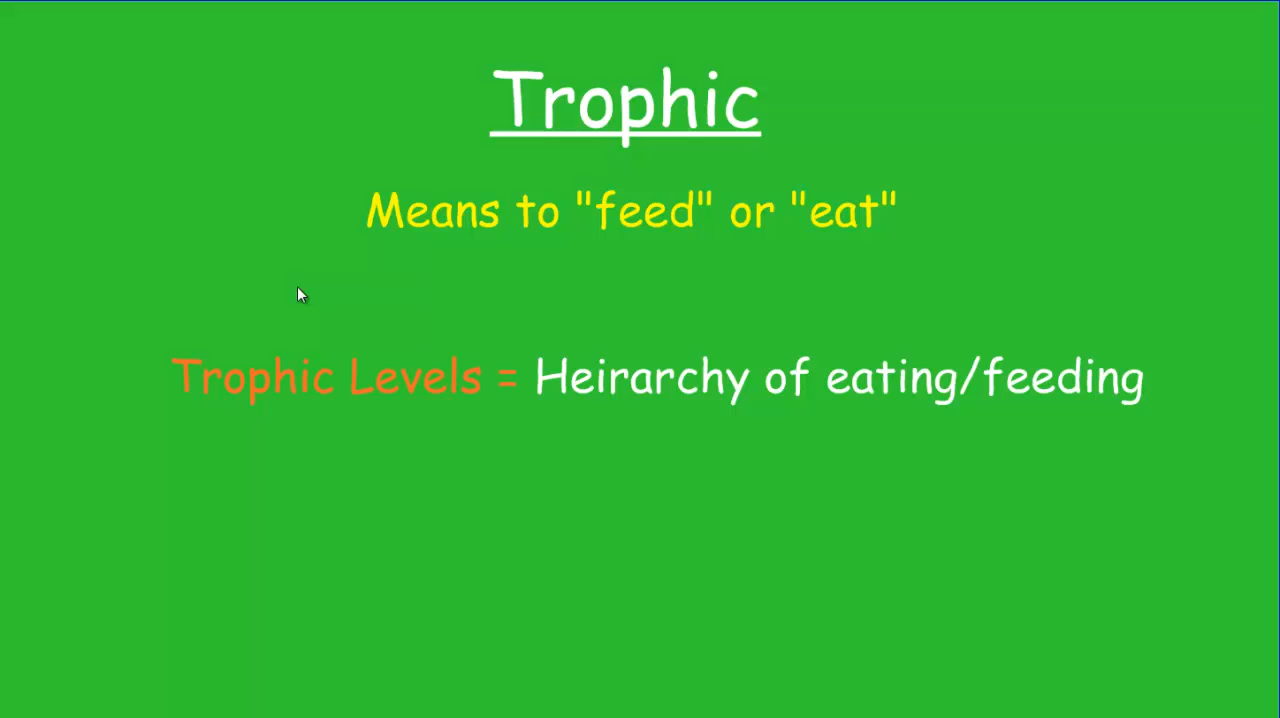 Trophic
Means to "feed" or "eat"
Trophic Levels = Heirarchy of eating/feeding